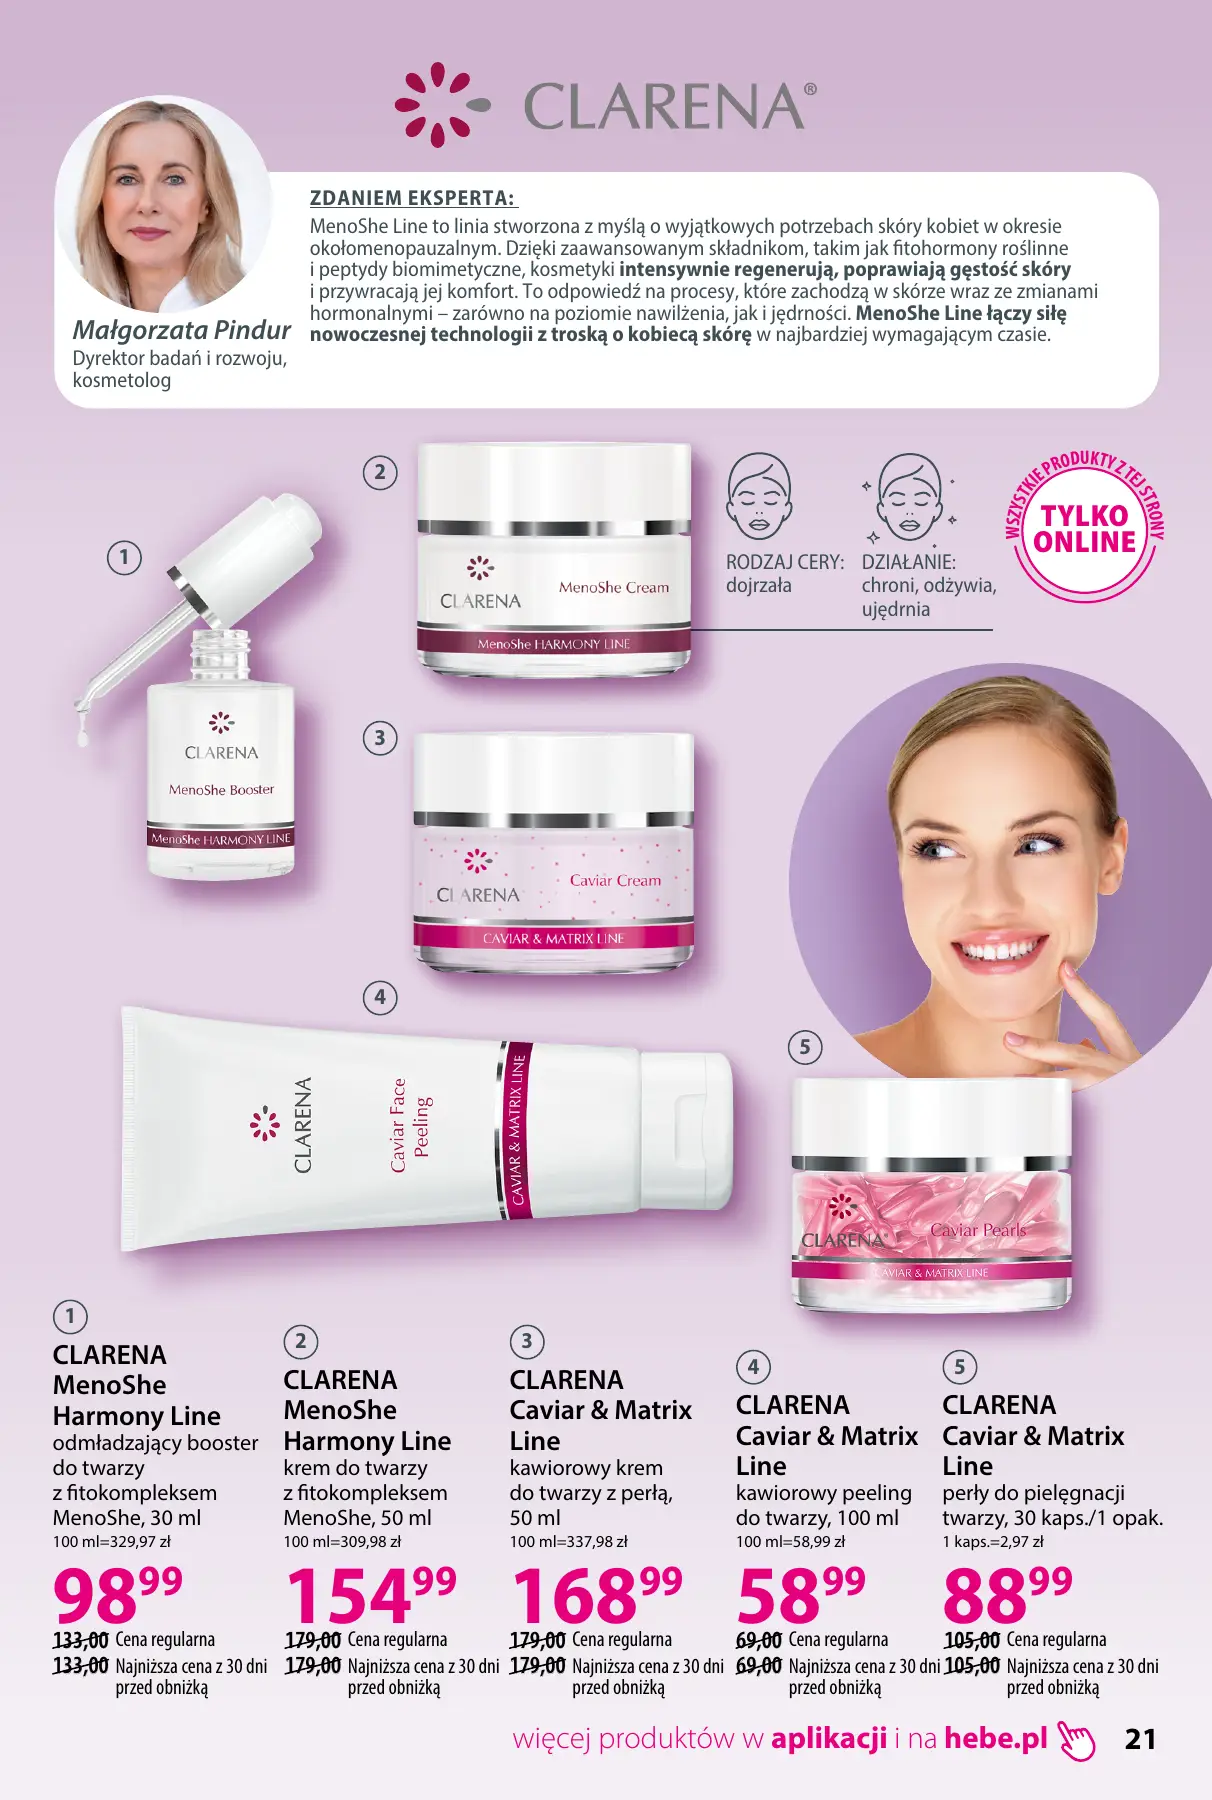 CLARENA®
ZDANIEM EKSPERTA:
MenoShe Line to linia stworzona z myślą o wyjątkowych potrzebach skóry kobiet w okresie
okołomenopauzalnym. Dzięki zaawansowanym składnikom, takim jak fitohormony roślinne
i peptydy biomimetyczne, kosmetyki intensywnie regenerują, poprawiają gęstość skóry
i przywracają jej komfort. To odpowiedź na procesy, które zachodzą w skórze wraz ze zmianami
hormonalnymi – zarówno na poziomie nawilżenia, jak i jędrności. MenoShe Line łączy siłę
nowoczesnej technologii z troską o kobiecą skórę w najbardziej wymagającym czasie.
Małgorzata Pindur
Dyrektor badań i rozwoju,
kosmetolog
1
CLARENA
MenoShe Booster
MenoShe HARMONY LINE
2
CLARENA
MenoShe Cream
MenoShe HARMONY LINE
RODZAJ CERY:
dojrzała
DZIAŁANIE:
chroni, odżywia,
ujędrnia
WSZYSTKIE PRODUKTY Z TEJ STRONY
TYLKO
ONLINE
3
CLARENA
Caviar Cream
CAVIAR & MATRIX LINE
4
CLARENA
Caviar Face
Peeling
CAVIAR & MATRIX LINE
5
CLARENA®
Caviar Pearls
CAVIAR & MATRIX LINE
1
CLARENA
MenoShe
Harmony Line
odmładzający booster
do twarzy
z fitokompleksem
MenoShe, 30 ml
100 ml=329,97 zł
98 99
133,00 Cena regularna
133,00 Najniższa cena z 30 dni
przed obniżką
2
CLARENA
MenoShe
Harmony Line
krem do twarzy
z fitokompleksem
MenoShe, 50 ml
100 ml=309,98 zł
154 99
179,00 Cena regularna
179,00 Najniższa cena z 30 dni
przed obniżką
3
CLARENA
Caviar & Matrix
Line
kawiorowy krem
do twarzy z perłą,
50 ml
100 ml=337,98 zł
168 99
179,00 Cena regularna
179,00 Najniższa cena z 30 dni
przed obniżką
4
CLARENA
Caviar & Matrix
Line
kawiorowy peeling
do twarzy, 100 ml
100 ml=58,99 zł
58 99
69,00 Cena regularna
69,00 Najniższa cena z 30 dni
przed obniżką
5
CLARENA
Caviar & Matrix
Line
perły do pielęgnacji
twarzy, 30 kaps./1 opak.
1 kaps.=2,97 zł
88 99
105,00 Cena regularna
105,00 Najniższa cena z 30 dni
przed obniżką
więcej produktów w aplikacji i na hebe.pl
21